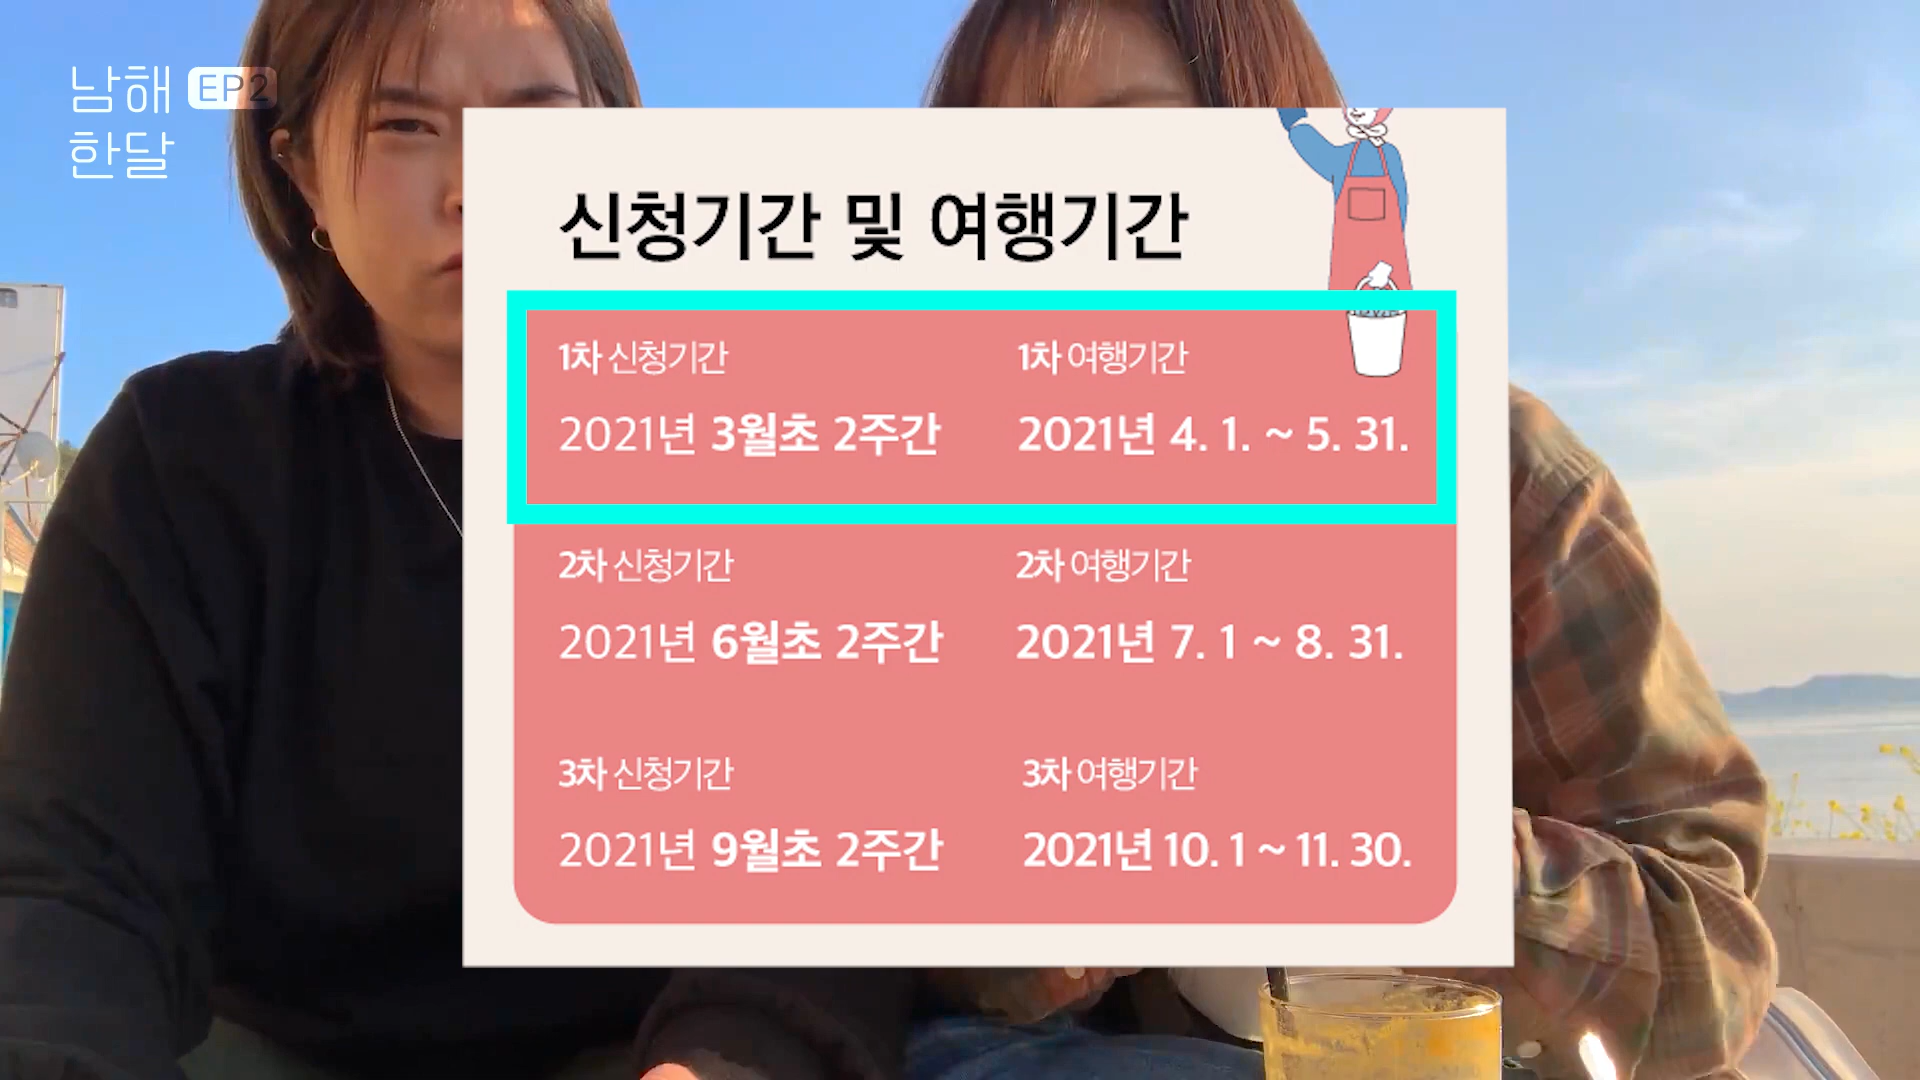 남해 EP2
한달
신청기간 및 여행기간
1차 신청기간
1차 여행기간
2021년 3월초 2주간
2021년 4. 1. ~ 5. 31.
2차 신청기간
2차 여행기간
2021년 6월초 2주간
2021년 7. 1 ~ 8. 31.
3차 신청기간
3차 여행기간
2021년 9월초 2주간
2021년 10. 1 ~ 11. 30.